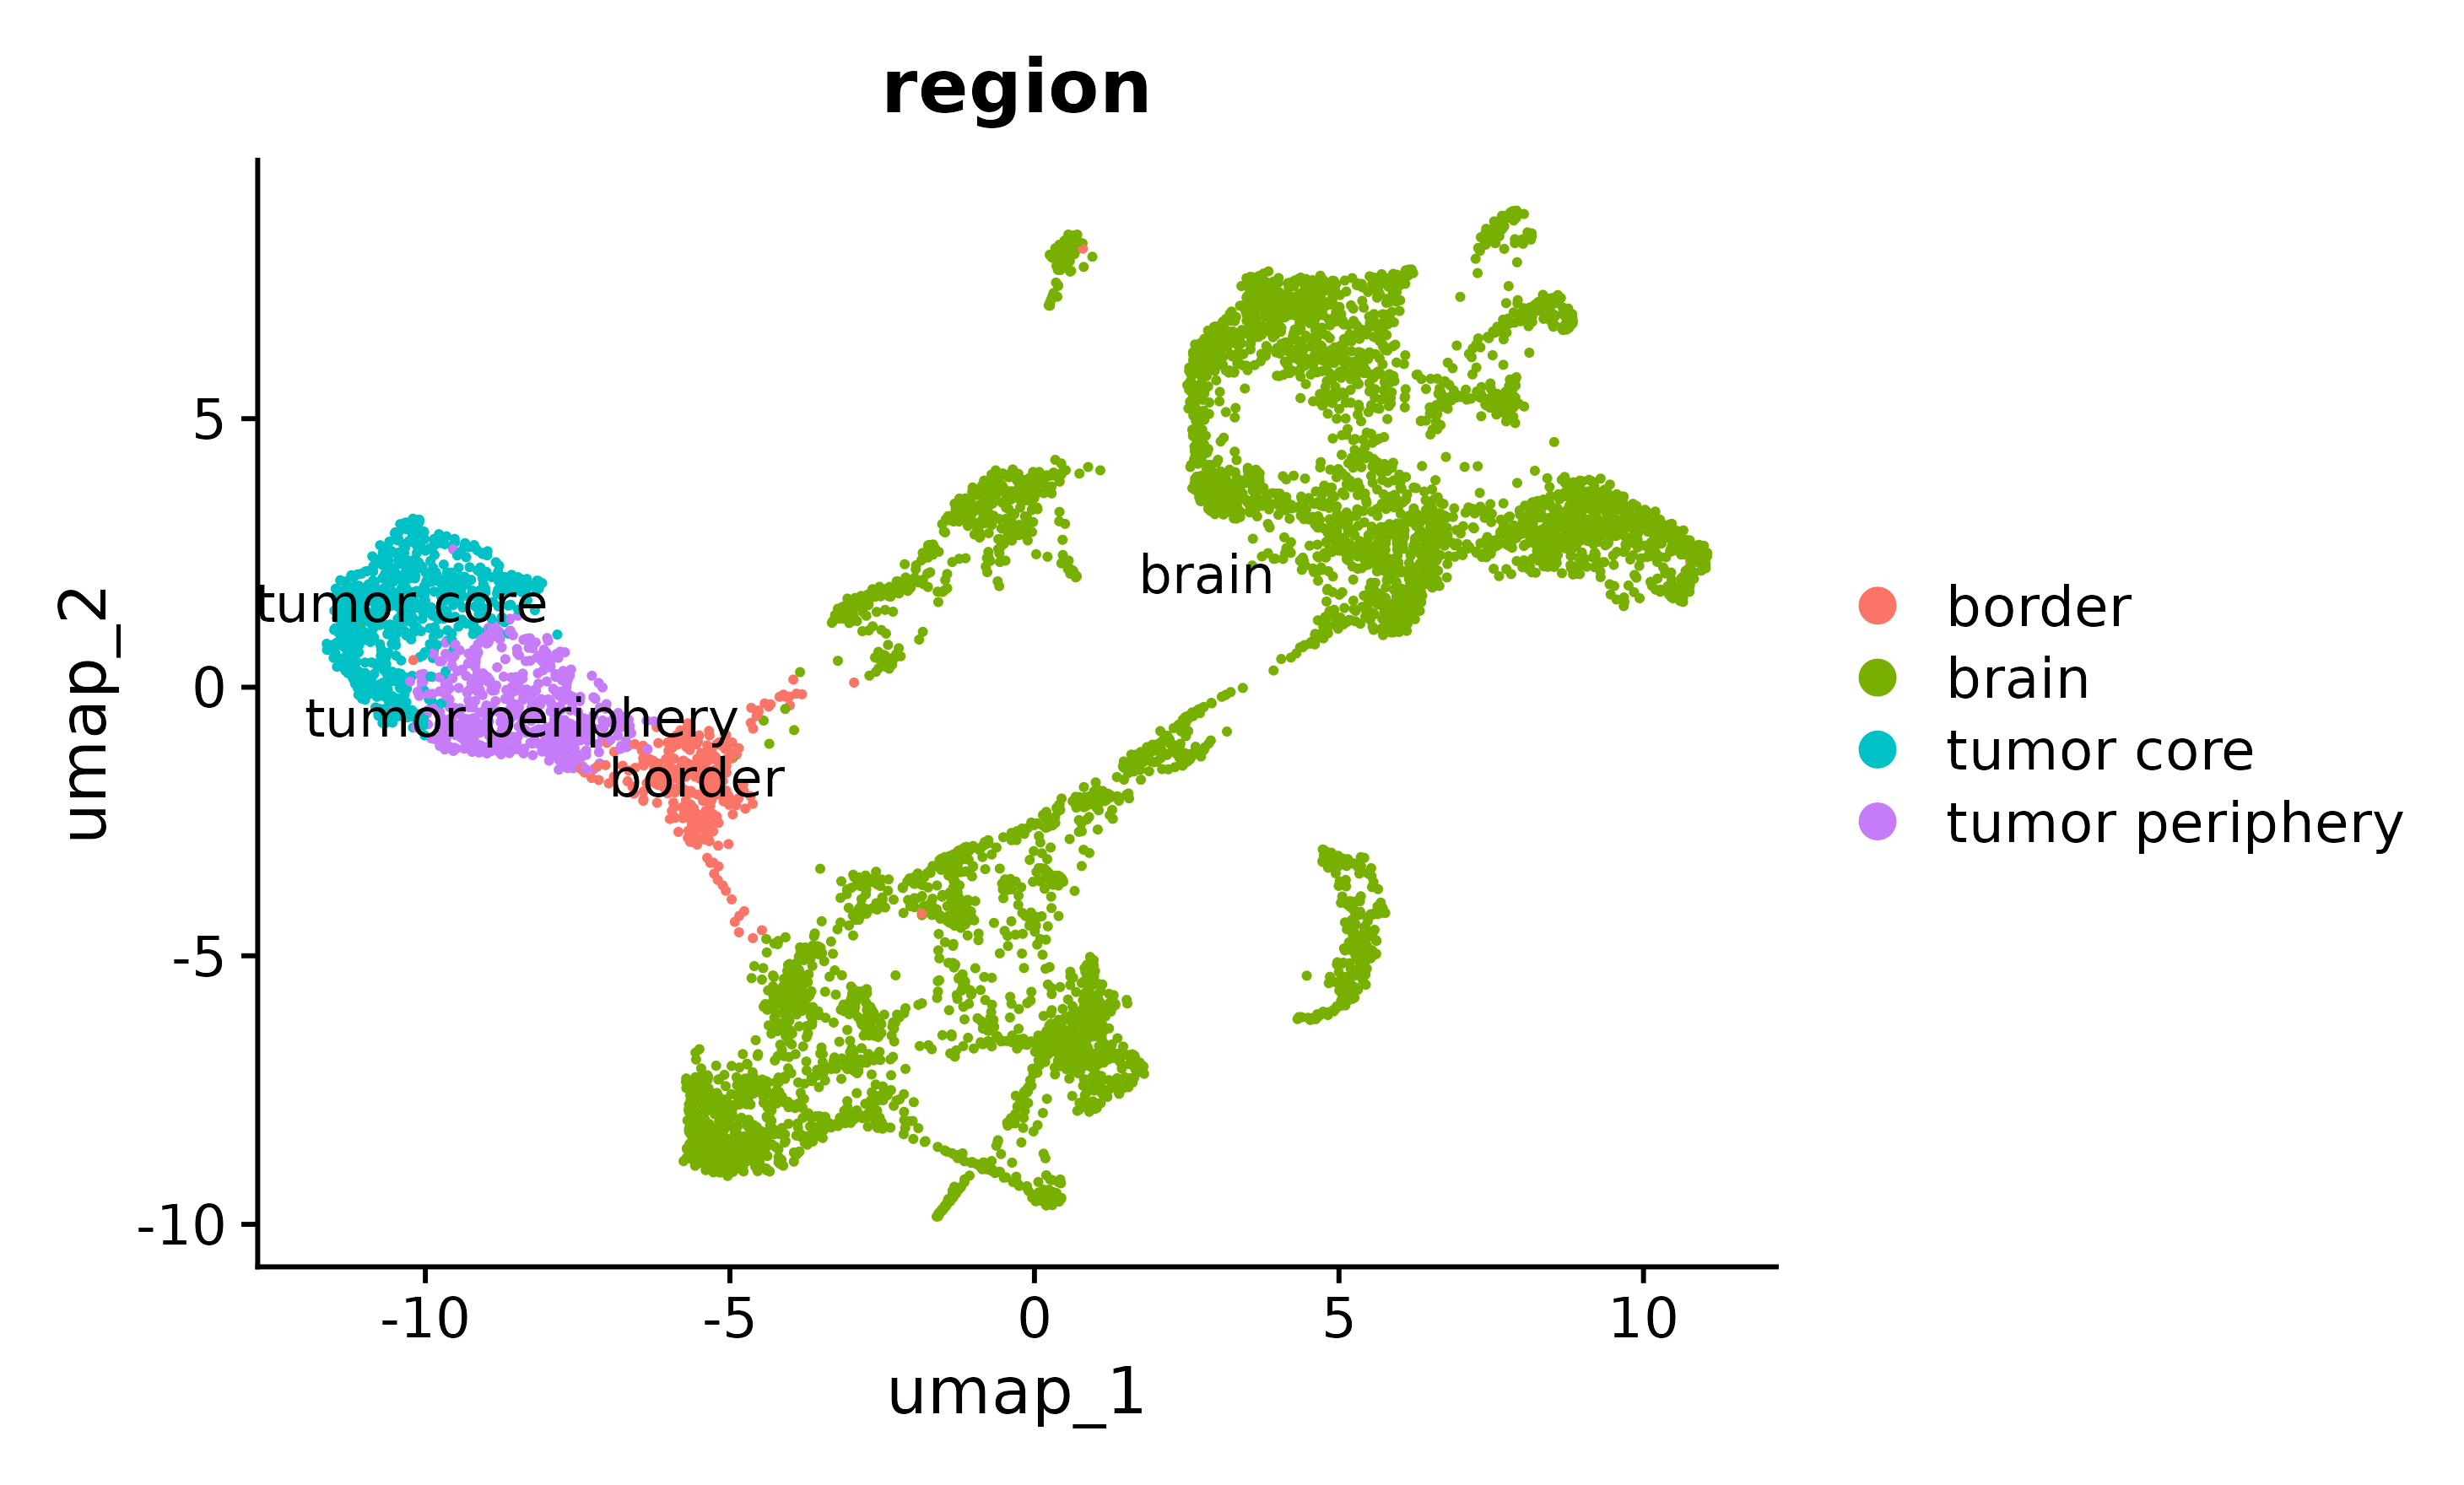 region
umap_2
5
0
-5
-10
brain
tumor core
tumor periphery
border
-10 -5 0 5 10
umap_1
border
brain
tumor core
tumor periphery